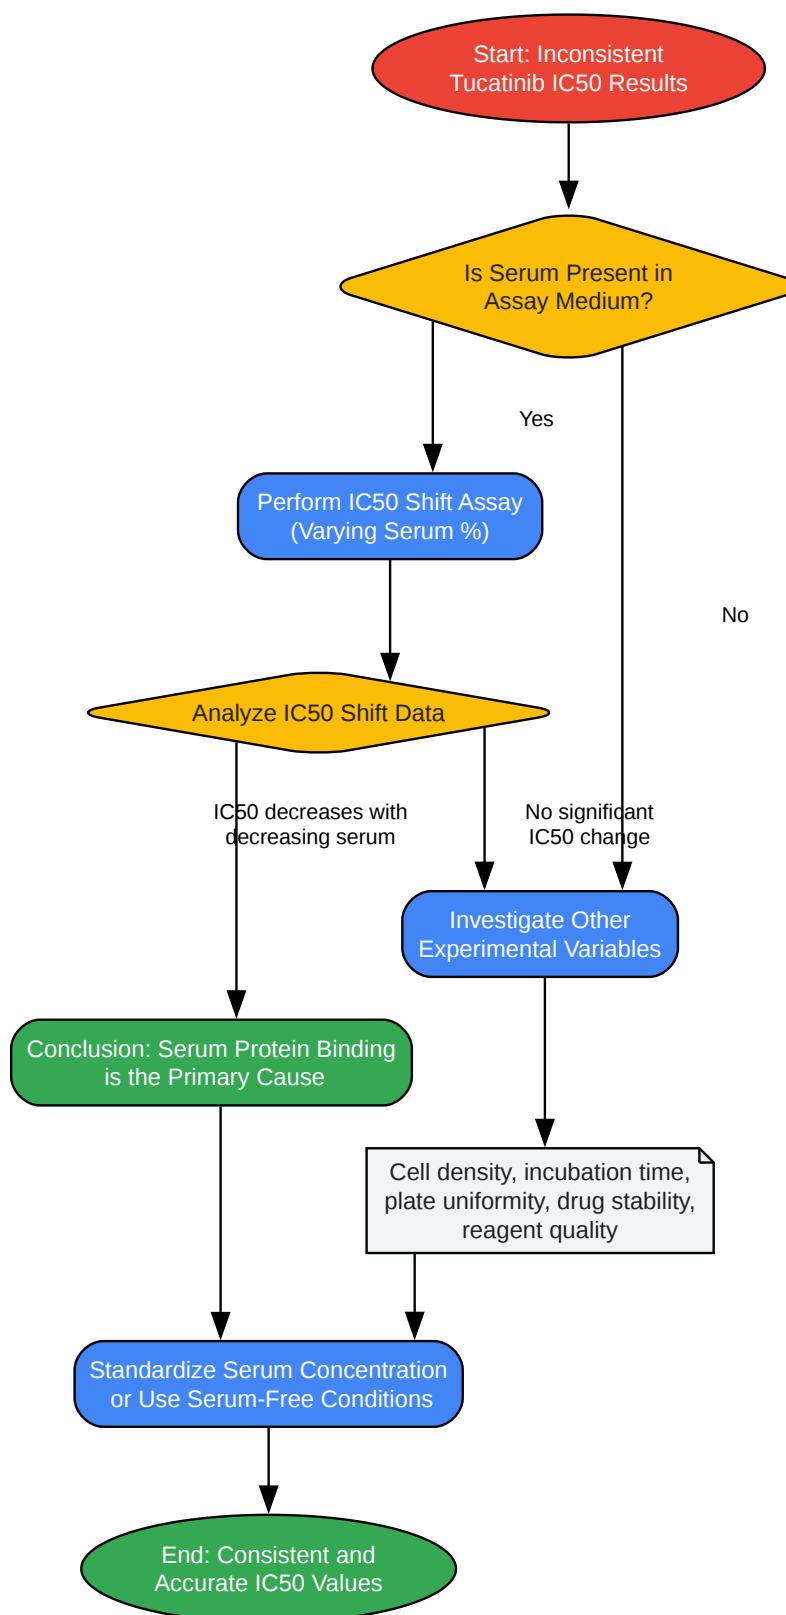 Start: Inconsistent
Tucatinib IC50 Results
Is Serum Present in
Assay Medium?
Yes
Perform IC50 Shift Assay
(Varying Serum %)
No
Analyze IC50 Shift Data
IC50 decreases with
decreasing serum
No significant
IC50 change
Investigate Other
Experimental Variables
Conclusion: Serum Protein Binding
is the Primary Cause
Cell density, incubation time,
plate uniformity, drug stability,
reagent quality
Standardize Serum Concentration
or Use Serum-Free Conditions
End: Consistent and
Accurate IC50 Values